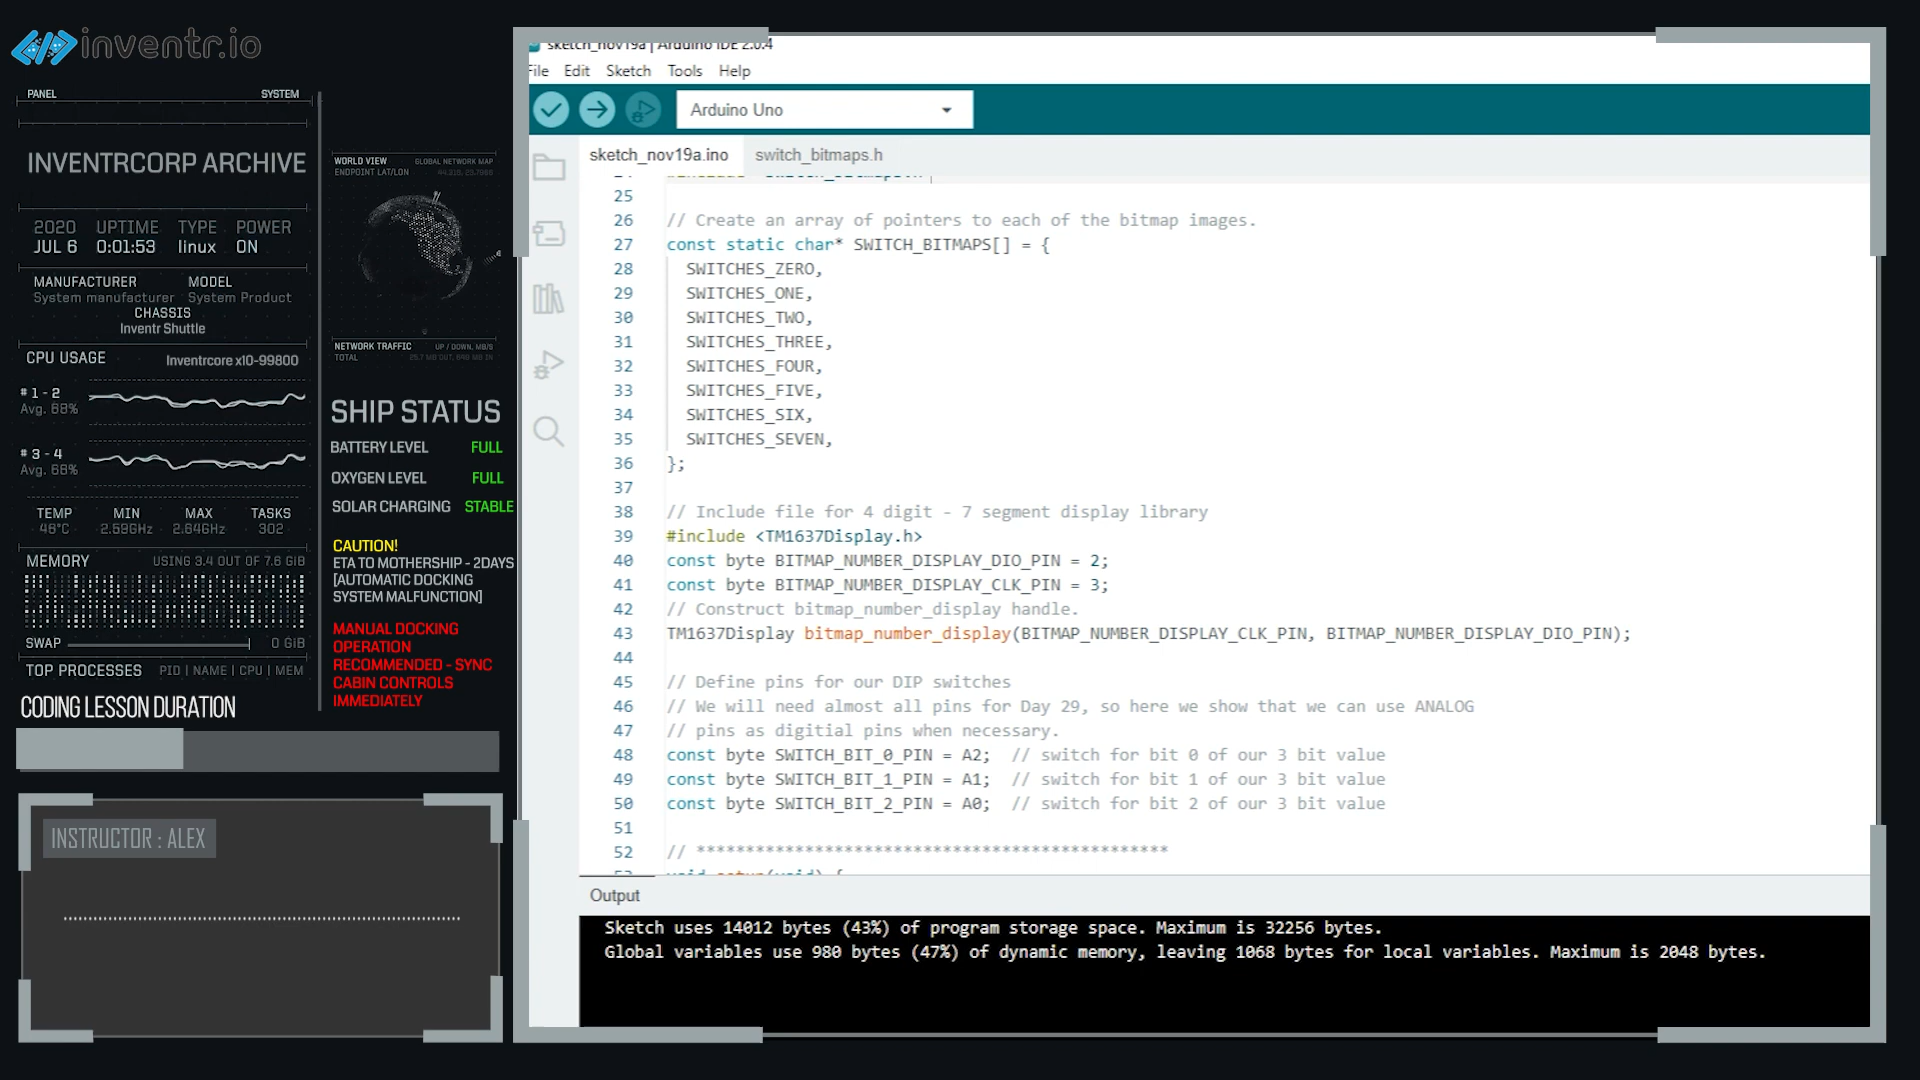 inventr.io
PANEL
SYSTEM
INVENTRCORP ARCHIVE
2020 UPTIME TYPE POWER
JUL 6 0:01:53 linux ON
MANUFACTURER MODEL
System manufacturer System Product
CHASSIS
Inventr Shuttle
CPU USAGE Inventrcore x10-99800
# 1 - 2
Avg. 68%
# 3 - 4
Avg. 68%
TEMP MIN MAX TASKS
46°C 2.59GHz 2.64GHz 302
MEMORY USING 3.4 OUT OF 7.6 GiB
SWAP 0 GiB
TOP PROCESSES PID | NAME | CPU | MEM
CODING LESSON DURATION
INSTRUCTOR : ALEX
WORLD VIEW GLOBAL NETWORK MAP
ENDPOINT LAT/LON
NETWORK TRAFFIC UP / DOWN, MB/S
TOTAL
SHIP STATUS
BATTERY LEVEL FULL
OXYGEN LEVEL FULL
SOLAR CHARGING STABLE
CAUTION!
ETA TO MOTHERSHIP - 2DAYS
[AUTOMATIC DOCKING
SYSTEM MALFUNCTION]
MANUAL DOCKING
OPERATION
RECOMMENDED - SYNC
CABIN CONTROLS
IMMEDIATELY
sketch_nov19a | Arduino IDE 2.0.4
File Edit Sketch Tools Help
Arduino Uno
sketch_nov19a.ino switch_bitmaps.h
25
26 // Create an array of pointers to each of the bitmap images.
27 const static char* SWITCH_BITMAPS[] = {
28 SWITCHES_ZERO,
29 SWITCHES_ONE,
30 SWITCHES_TWO,
31 SWITCHES_THREE,
32 SWITCHES_FOUR,
33 SWITCHES_FIVE,
34 SWITCHES_SIX,
35 SWITCHES_SEVEN,
36 };
37
38 // Include file for 4 digit - 7 segment display library
39 #include <TM1637Display.h>
40 const byte BITMAP_NUMBER_DISPLAY_DIO_PIN = 2;
41 const byte BITMAP_NUMBER_DISPLAY_CLK_PIN = 3;
42 // Construct bitmap_number_display handle.
43 TM1637Display bitmap_number_display(BITMAP_NUMBER_DISPLAY_CLK_PIN, BITMAP_NUMBER_DISPLAY_DIO_PIN);
44
45 // Define pins for our DIP switches
46 // We will need almost all pins for Day 29, so here we show that we can use ANALOG
47 // pins as digitial pins when necessary.
48 const byte SWITCH_BIT_0_PIN = A2; // switch for bit 0 of our 3 bit value
49 const byte SWITCH_BIT_1_PIN = A1; // switch for bit 1 of our 3 bit value
50 const byte SWITCH_BIT_2_PIN = A0; // switch for bit 2 of our 3 bit value
51
52 // ************************************************
Output
Sketch uses 14012 bytes (43%) of program storage space. Maximum is 32256 bytes.
Global variables use 980 bytes (47%) of dynamic memory, leaving 1068 bytes for local variables. Maximum is 2048 bytes.